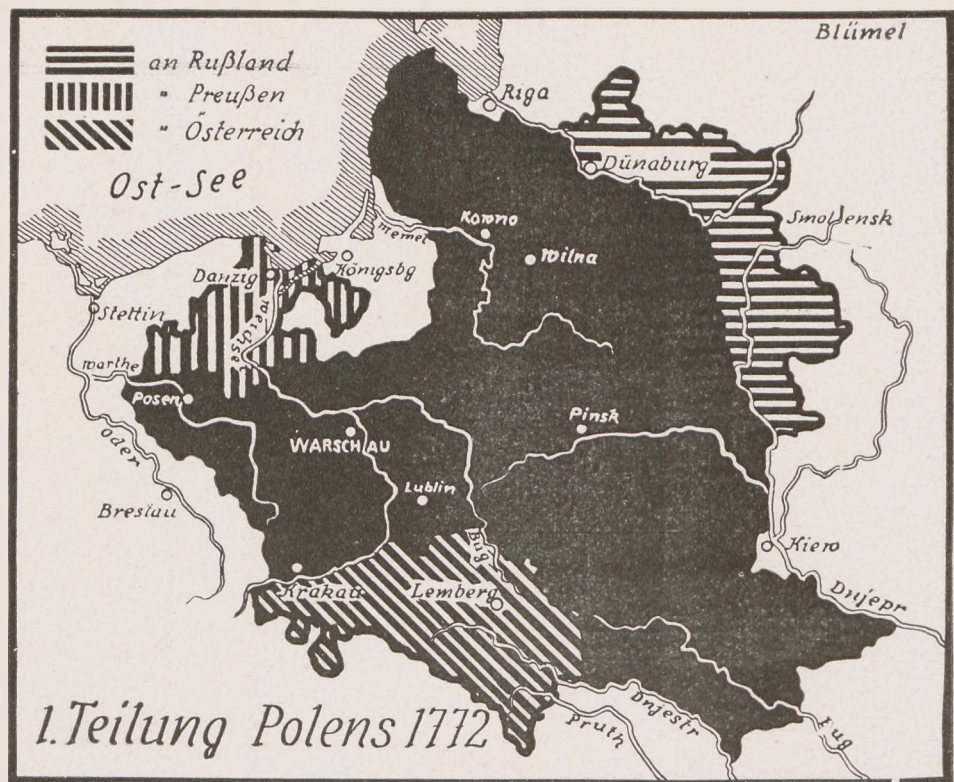 Blümel
an Rußland
" Preußen
" Österreich
Ost-See
Riga
Dünaburg
Smolensk
Memel
Kowno
Wilna
Königsbg
Danzig
Weichsel
Stettin
Warthe
Posen
Oder
WARSCHAU
Pinsk
Lublin
Breslau
Bug
Kiew
Krakau
Lemberg
Dnjepr
1. Teilung Polens 1772
Pruth
Dnjestr
Bug